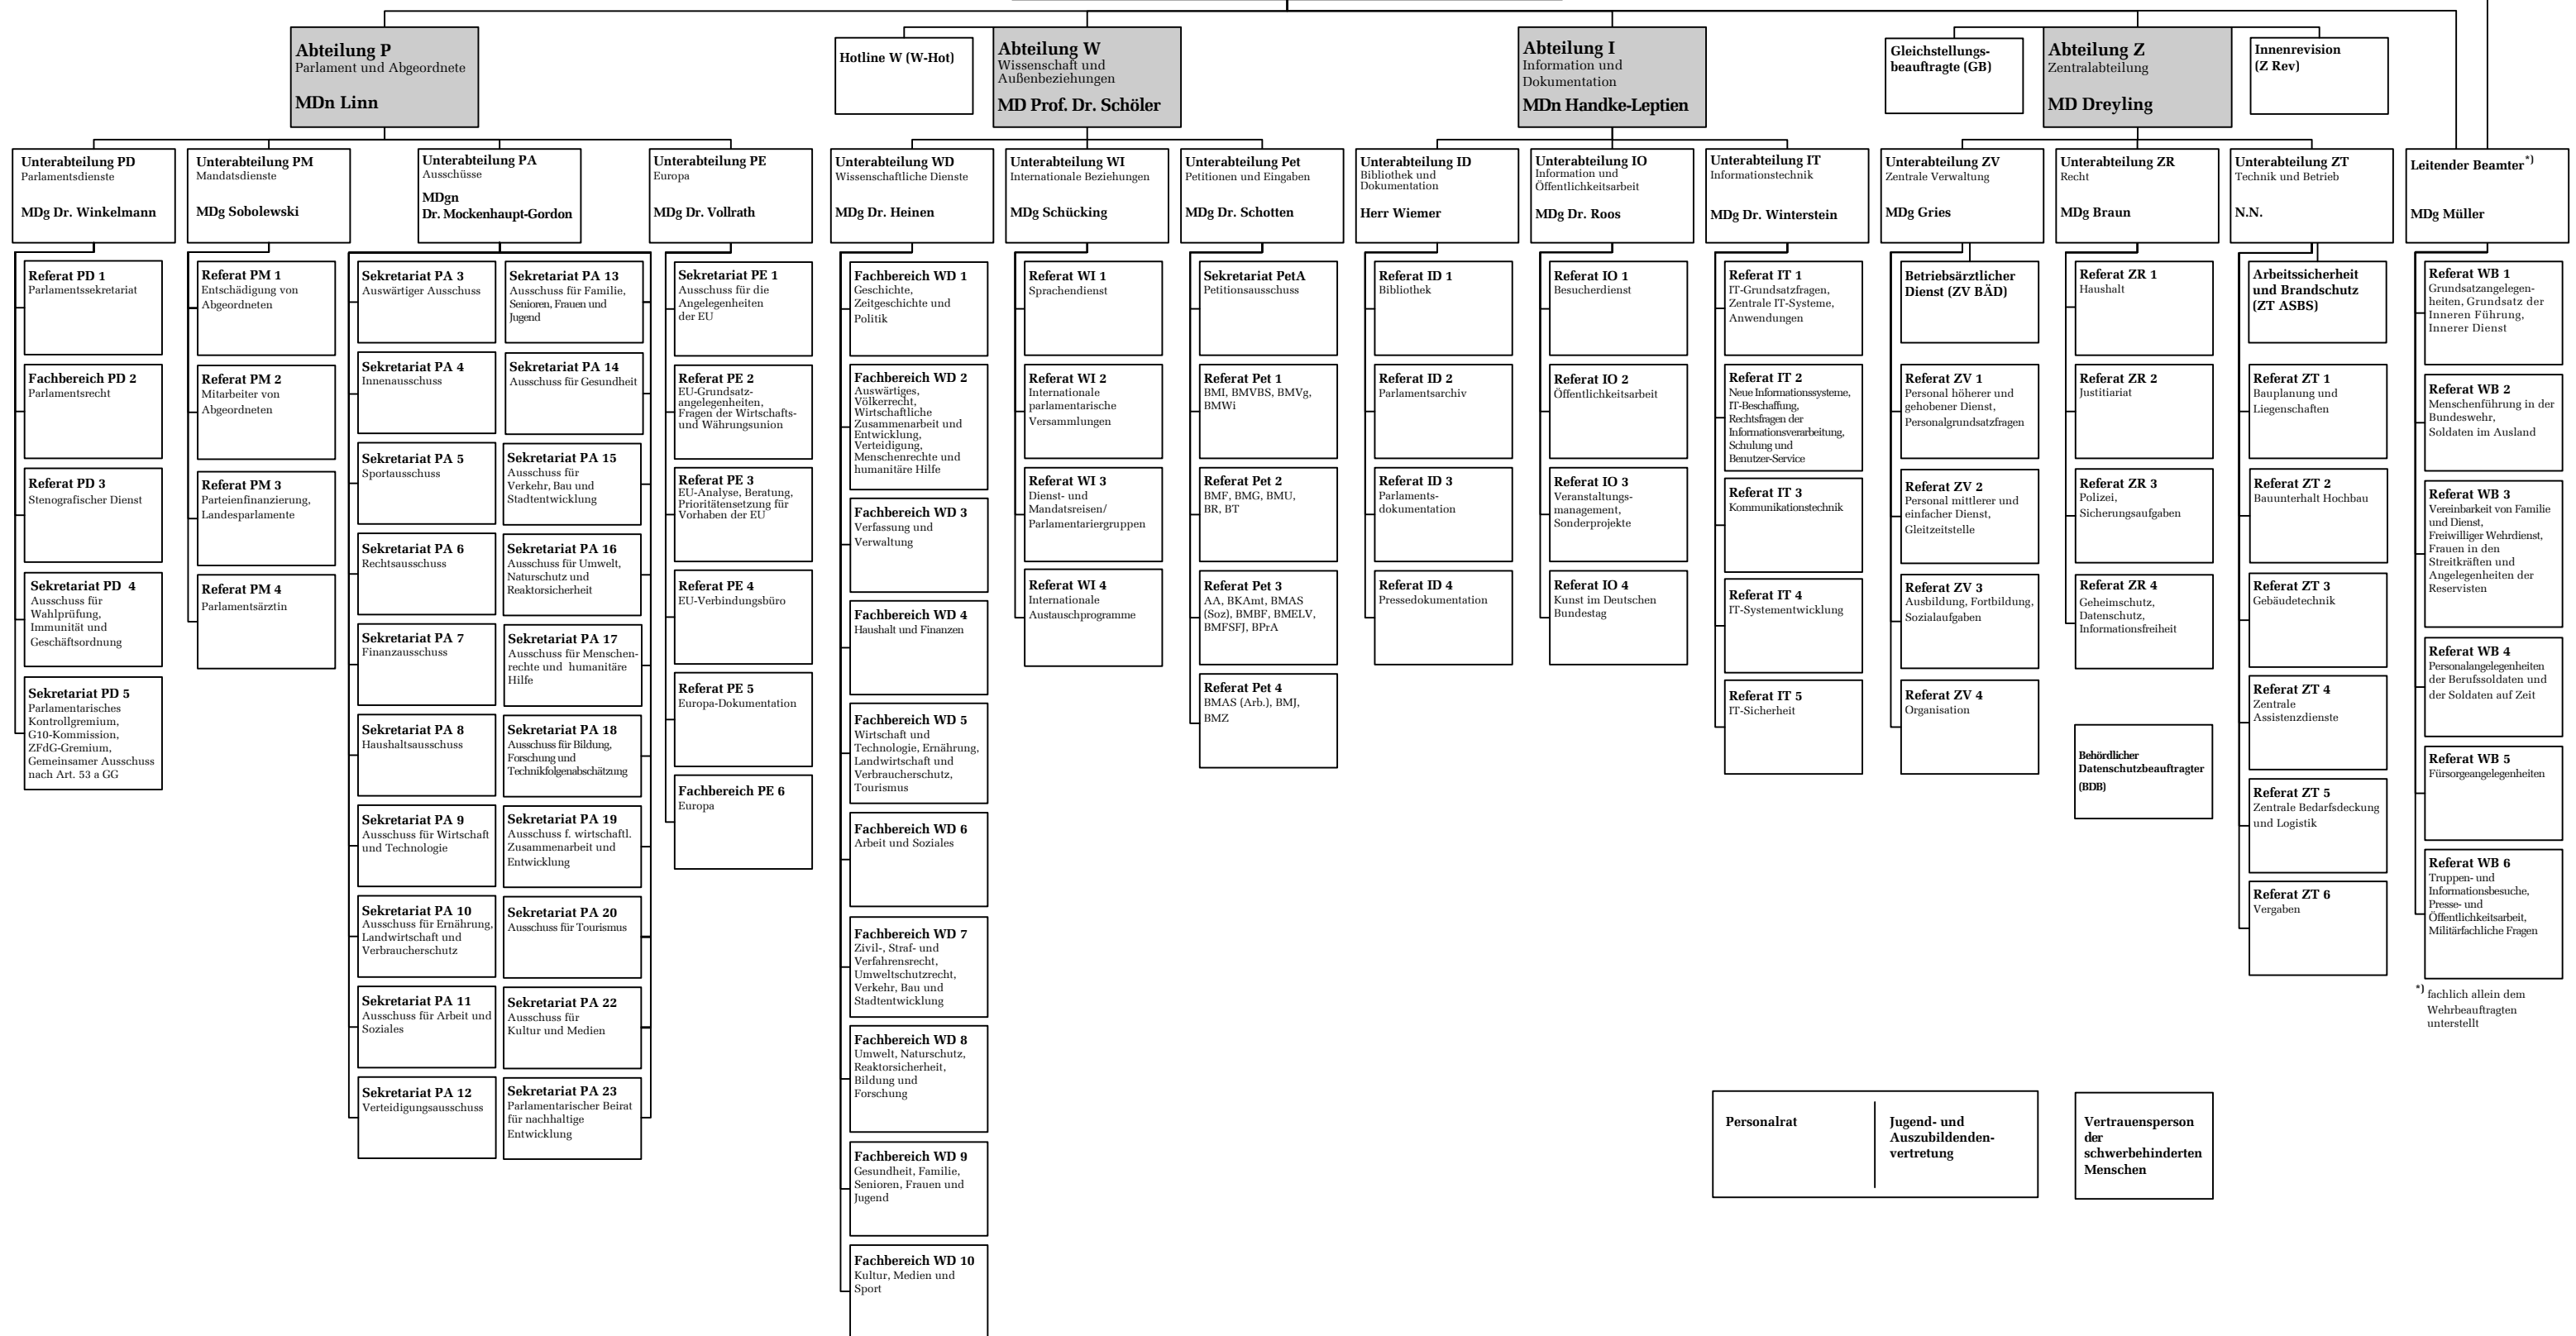 Abteilung P
Parlament und Abgeordnete
MDn Linn
Hotline W (W-Hot)
Abteilung W
Wissenschaft und
Außenbeziehungen
MD Prof. Dr. Schöler
Abteilung I
Information und
Dokumentation
MDn Handke-Leptien
Gleichstellungs-
beauftragte (GB)
Abteilung Z
Zentralabteilung
MD Dreyling
Innenrevision
(Z Rev)
Unterabteilung PD
Parlamentsdienste
MDg Dr. Winkelmann
Unterabteilung PM
Mandatsdienste
MDg Sobolewski
Unterabteilung PA
Ausschüsse
MDgn
Dr. Mockenhaupt-Gordon
Unterabteilung PE
Europa
MDg Dr. Vollrath
Unterabteilung WD
Wissenschaftliche Dienste
MDg Dr. Heinen
Unterabteilung WI
Internationale Beziehungen
MDg Schücking
Unterabteilung Pet
Petitionen und Eingaben
MDg Dr. Schotten
Unterabteilung ID
Bibliothek und
Dokumentation
Herr Wiemer
Unterabteilung IO
Information und
Öffentlichkeitsarbeit
MDg Dr. Roos
Unterabteilung IT
Informationstechnik
MDg Dr. Winterstein
Unterabteilung ZV
Zentrale Verwaltung
MDg Gries
Unterabteilung ZR
Recht
MDg Braun
Unterabteilung ZT
Technik und Betrieb
N.N.
Leitender Beamter*)
MDg Müller
Referat PD 1
Parlamentssekretariat
Fachbereich PD 2
Parlamentsrecht
Referat PD 3
Stenografischer Dienst
Sekretariat PD 4
Ausschuss für
Wahlprüfung,
Immunität und
Geschäftsordnung
Sekretariat PD 5
Parlamentarisches
Kontrollgremium,
G10-Kommission,
ZFdG-Gremium,
Gemeinsamer Ausschuss
nach Art. 53 a GG
Referat PM 1
Entschädigung von
Abgeordneten
Referat PM 2
Mitarbeiter von
Abgeordneten
Referat PM 3
Parteienfinanzierung,
Landesparlamente
Referat PM 4
Parlamentsärztin
Sekretariat PA 3
Auswärtiger Ausschuss
Sekretariat PA 4
Innenausschuss
Sekretariat PA 5
Sportausschuss
Sekretariat PA 6
Rechtsausschuss
Sekretariat PA 7
Finanzausschuss
Sekretariat PA 8
Haushaltsausschuss
Sekretariat PA 9
Ausschuss für Wirtschaft
und Technologie
Sekretariat PA 10
Ausschuss für Ernährung,
Landwirtschaft und
Verbraucherschutz
Sekretariat PA 11
Ausschuss für Arbeit und
Soziales
Sekretariat PA 12
Verteidigungsausschuss
Sekretariat PA 13
Ausschuss für Familie,
Senioren, Frauen und
Jugend
Sekretariat PA 14
Ausschuss für Gesundheit
Sekretariat PA 15
Ausschuss für
Verkehr, Bau und
Stadtentwicklung
Sekretariat PA 16
Ausschuss für Umwelt,
Naturschutz und
Reaktorsicherheit
Sekretariat PA 17
Ausschuss für Menschen-
rechte und humanitäre
Hilfe
Sekretariat PA 18
Ausschuss für Bildung,
Forschung und
Technikfolgenabschätzung
Sekretariat PA 19
Ausschuss f. wirtschaftl.
Zusammenarbeit und
Entwicklung
Sekretariat PA 20
Ausschuss für Tourismus
Sekretariat PA 22
Ausschuss für
Kultur und Medien
Sekretariat PA 23
Parlamentarischer Beirat
für nachhaltige
Entwicklung
Sekretariat PE 1
Ausschuss für die
Angelegenheiten
der EU
Referat PE 2
EU-Grundsatz-
angelegenheiten,
Fragen der Wirtschafts-
und Währungsunion
Referat PE 3
EU-Analyse, Beratung,
Prioritätensetzung für
Vorhaben der EU
Referat PE 4
EU-Verbindungsbüro
Referat PE 5
Europa-Dokumentation
Fachbereich PE 6
Europa
Fachbereich WD 1
Geschichte,
Zeitgeschichte und
Politik
Fachbereich WD 2
Auswärtiges,
Völkerrecht,
Wirtschaftliche
Zusammenarbeit und
Entwicklung,
Verteidigung,
Menschenrechte und
humanitäre Hilfe
Fachbereich WD 3
Verfassung und
Verwaltung
Fachbereich WD 4
Haushalt und Finanzen
Fachbereich WD 5
Wirtschaft und
Technologie, Ernährung,
Landwirtschaft und
Verbraucherschutz,
Tourismus
Fachbereich WD 6
Arbeit und Soziales
Fachbereich WD 7
Zivil-, Straf- und
Verfahrensrecht,
Umweltschutzrecht,
Verkehr, Bau und
Stadtentwicklung
Fachbereich WD 8
Umwelt, Naturschutz,
Reaktorsicherheit,
Bildung und
Forschung
Fachbereich WD 9
Gesundheit, Familie,
Senioren, Frauen und
Jugend
Fachbereich WD 10
Kultur, Medien und
Sport
Referat WI 1
Sprachendienst
Referat WI 2
Internationale
parlamentarische
Versammlungen
Referat WI 3
Dienst- und
Mandatsreisen/
Parlamentariergruppen
Referat WI 4
Internationale
Austauschprogramme
Sekretariat PetA
Petitionsausschuss
Referat Pet 1
BMI, BMVBS, BMVg,
BMWi
Referat Pet 2
BMF, BMG, BMU,
BR, BT
Referat Pet 3
AA, BKAmt, BMAS
(Soz), BMBF, BMELV,
BMFSFJ, BPrA
Referat Pet 4
BMAS (Arb.), BMJ,
BMZ
Referat ID 1
Bibliothek
Referat ID 2
Parlamentsarchiv
Referat ID 3
Parlaments-
dokumentation
Referat ID 4
Pressedokumentation
Referat IO 1
Besucherdienst
Referat IO 2
Öffentlichkeitsarbeit
Referat IO 3
Veranstaltungs-
management,
Sonderprojekte
Referat IO 4
Kunst im Deutschen
Bundestag
Referat IT 1
IT-Grundsatzfragen,
Zentrale IT-Systeme,
Anwendungen
Referat IT 2
Neue Informationssysteme,
IT-Beschaffung,
Rechtsfragen der
Informationsverarbeitung,
Schulung und
Benutzer-Service
Referat IT 3
Kommunikationstechnik
Referat IT 4
IT-Systementwicklung
Referat IT 5
IT-Sicherheit
Betriebsärztlicher
Dienst (ZV BÄD)
Referat ZV 1
Personal höherer und
gehobener Dienst,
Personalgrundsatzfragen
Referat ZV 2
Personal mittlerer und
einfacher Dienst,
Gleitzeitstelle
Referat ZV 3
Ausbildung, Fortbildung,
Sozialaufgaben
Referat ZV 4
Organisation
Referat ZR 1
Haushalt
Referat ZR 2
Justitiariat
Referat ZR 3
Polizei,
Sicherungsaufgaben
Referat ZR 4
Geheimschutz,
Datenschutz,
Informationsfreiheit
Behördlicher
Datenschutzbeauftragter
(BDB)
Arbeitssicherheit
und Brandschutz
(ZT ASBS)
Referat ZT 1
Bauplanung und
Liegenschaften
Referat ZT 2
Bauunterhalt Hochbau
Referat ZT 3
Gebäudetechnik
Referat ZT 4
Zentrale
Assistenzdienste
Referat ZT 5
Zentrale Bedarfsdeckung
und Logistik
Referat ZT 6
Vergaben
Referat WB 1
Grundsatzangelegen-
heiten, Grundsatz der
Inneren Führung,
Innerer Dienst
Referat WB 2
Menschenführung in der
Bundeswehr,
Soldaten im Ausland
Referat WB 3
Vereinbarkeit von Familie
und Dienst,
Freiwilliger Wehrdienst,
Frauen in den
Streitkräften und
Angelegenheiten der
Reservisten
Referat WB 4
Personalangelegenheiten
der Berufssoldaten und
der Soldaten auf Zeit
Referat WB 5
Fürsorgeangelegenheiten
Referat WB 6
Truppen- und
Informationsbesuche,
Presse- und
Öffentlichkeitsarbeit,
Militärfachliche Fragen
*) fachlich allein dem
Wehrbeauftragten
unterstellt
Personalrat
Jugend- und
Auszubildenden-
vertretung
Vertrauensperson
der
schwerbehinderten
Menschen